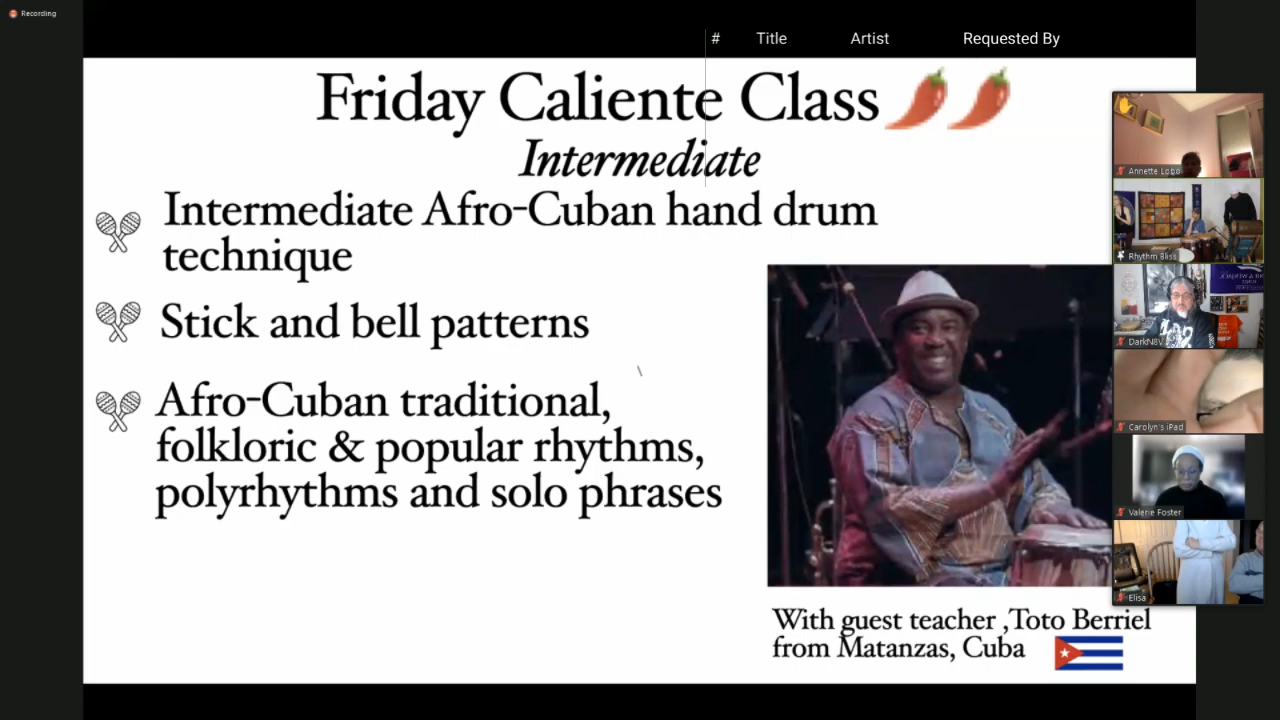 Recording
# Title Artist Requested By
Friday Caliente Class
Intermediate
Intermediate Afro-Cuban hand drum
technique
Stick and bell patterns
Afro-Cuban traditional,
folkloric & popular rhythms,
polyrhythms and solo phrases
With guest teacher ,Toto Berriel
from Matanzas, Cuba
Annette Lobo
Rhythm Bliss
DarkN8V
Carolyn's iPad
Valerie Foster
Elisa